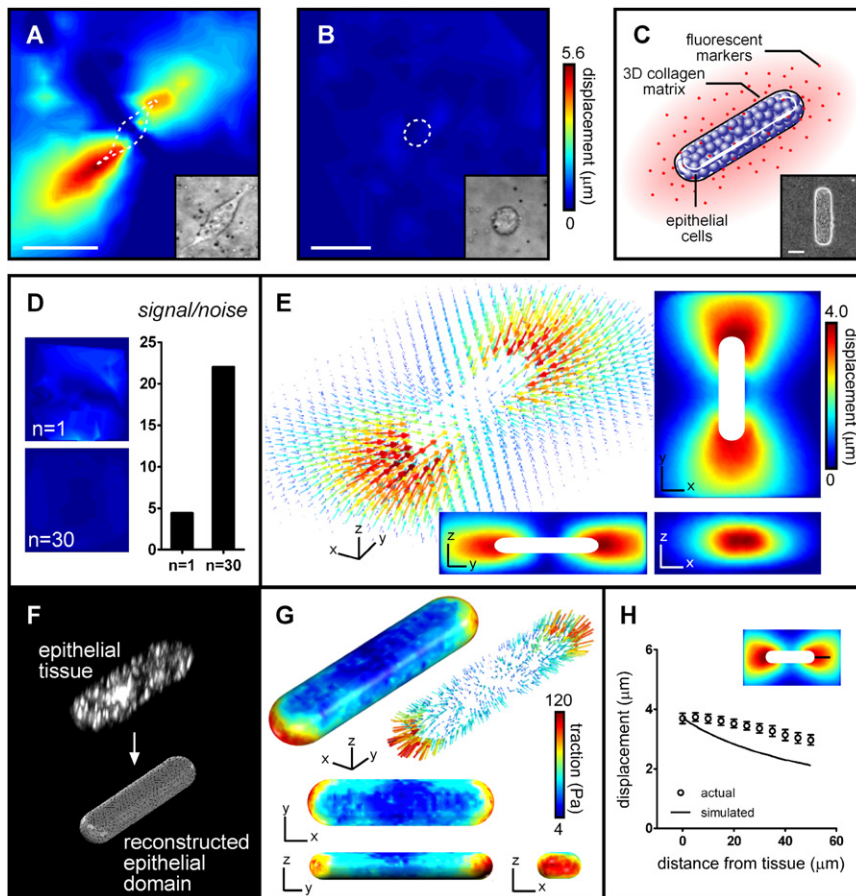 A
B
5.6
displacement (μm)
0
C
fluorescent
markers
3D collagen
matrix
epithelial
cells
D
signal/noise
n=1
n=30
25
20
15
10
5
0
n=1
n=30
E
z
x
y
y
x
z
y
z
x
4.0
displacement (μm)
0
F
epithelial
tissue
reconstructed
epithelial
domain
G
z
x
y
120
traction (Pa)
4
y
x
z
y
z
x
H
displacement (μm)
6
4
2
0
actual
simulated
0
20
40
60
distance from tissue (μm)